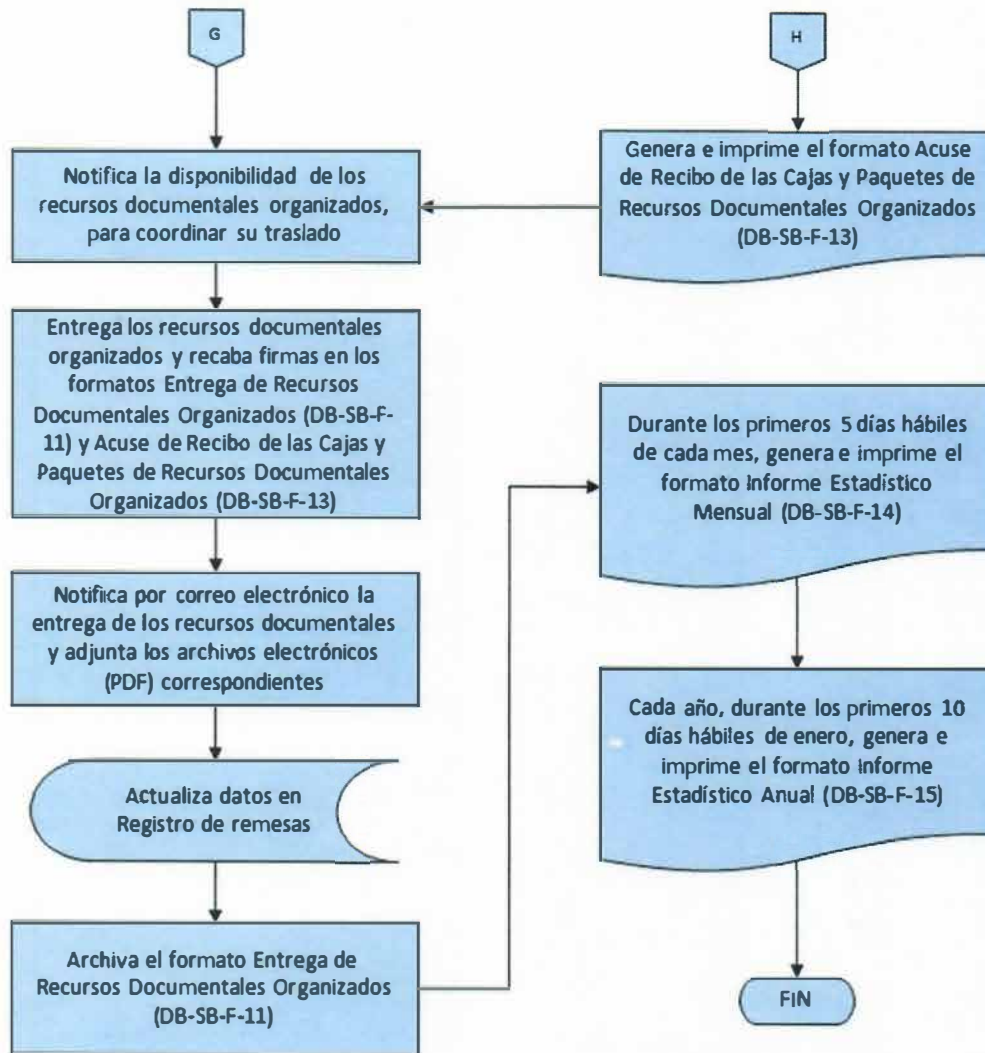 G
Notifica la disponibilidad de los
recursos documentales organizados,
para coordinar su traslado
Entrega los recursos documentales
organizados y recaba firmas en los
formatos Entrega de Recursos
Documentales Organizados (DB-SB-F-
11) y Acuse de Recibo de las Cajas y
Paquetes de Recursos Documentales
Organizados (DB-SB-F-13)
Notifica por correo electrónico la
entrega de los recursos documentales
y adjunta los archivos electrónicos
(PDF) correspondientes
Actualiza datos en
Registro de remesas
Archiva el formato Entrega de
Recursos Documentales Organizados
(DB-SB-F-11)
H
Genera e imprime el formato Acuse
de Recibo de las Cajas y Paquetes de
Recursos Documentales Organizados
(DB-SB-F-13)
Durante los primeros 5 días hábiles
de cada mes, genera e imprime el
formato Informe Estadístico
Mensual (DB-SB-F-14)
Cada año, durante los primeros 10
días hábiles de enero, genera e
imprime el formato Informe
Estadístico Anual (DB-SB-F-15)
FIN